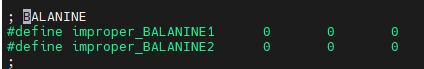 ; BALANINE
#define improper_BALANINE1      0       0       0
#define improper_BALANINE2      0       0       0
;